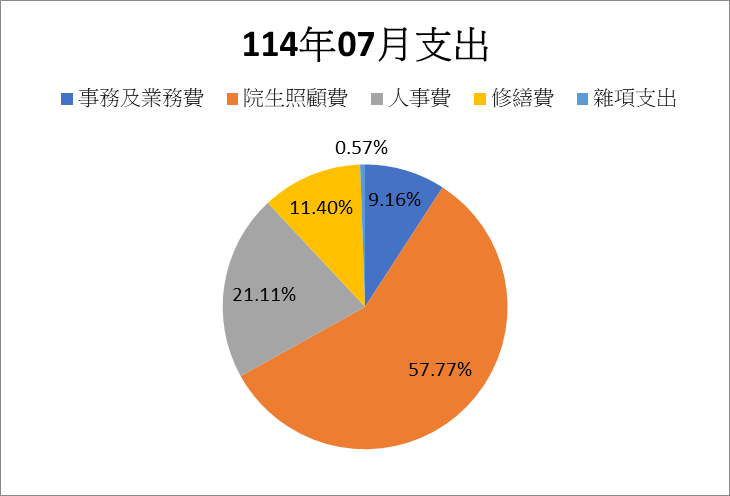 114年07月支出
事務及業務費 院生照顧費 人事費 修繕費 雜項支出
0.57%
9.16%
11.40%
21.11%
57.77%